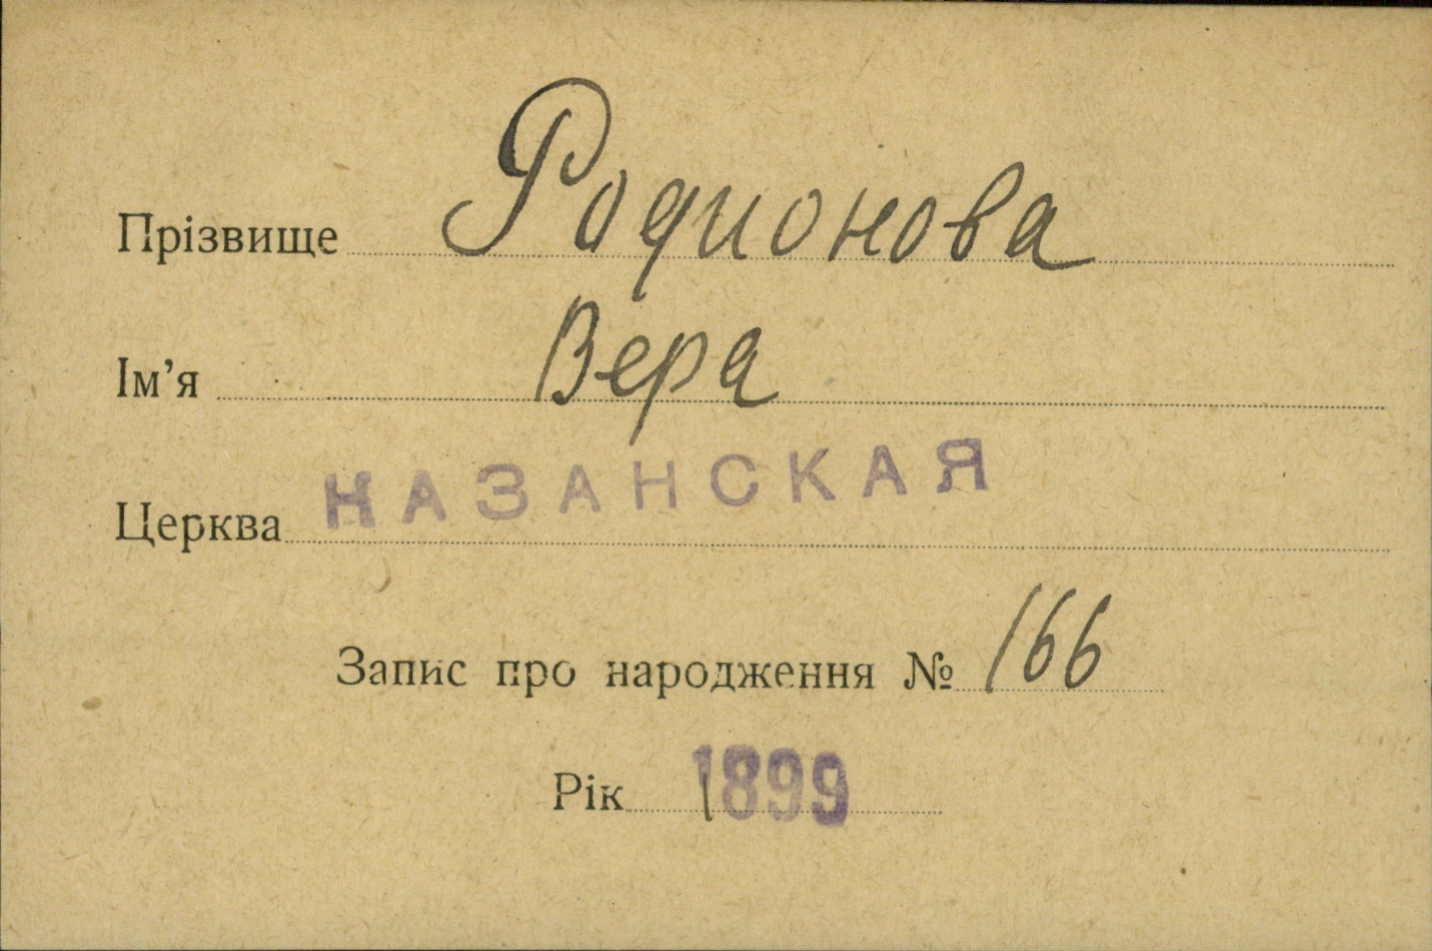 Прізвище Родионова
Ім’я Вера
Церква КАЗАНСКАЯ
Запис про народження № 166
Рік 1899